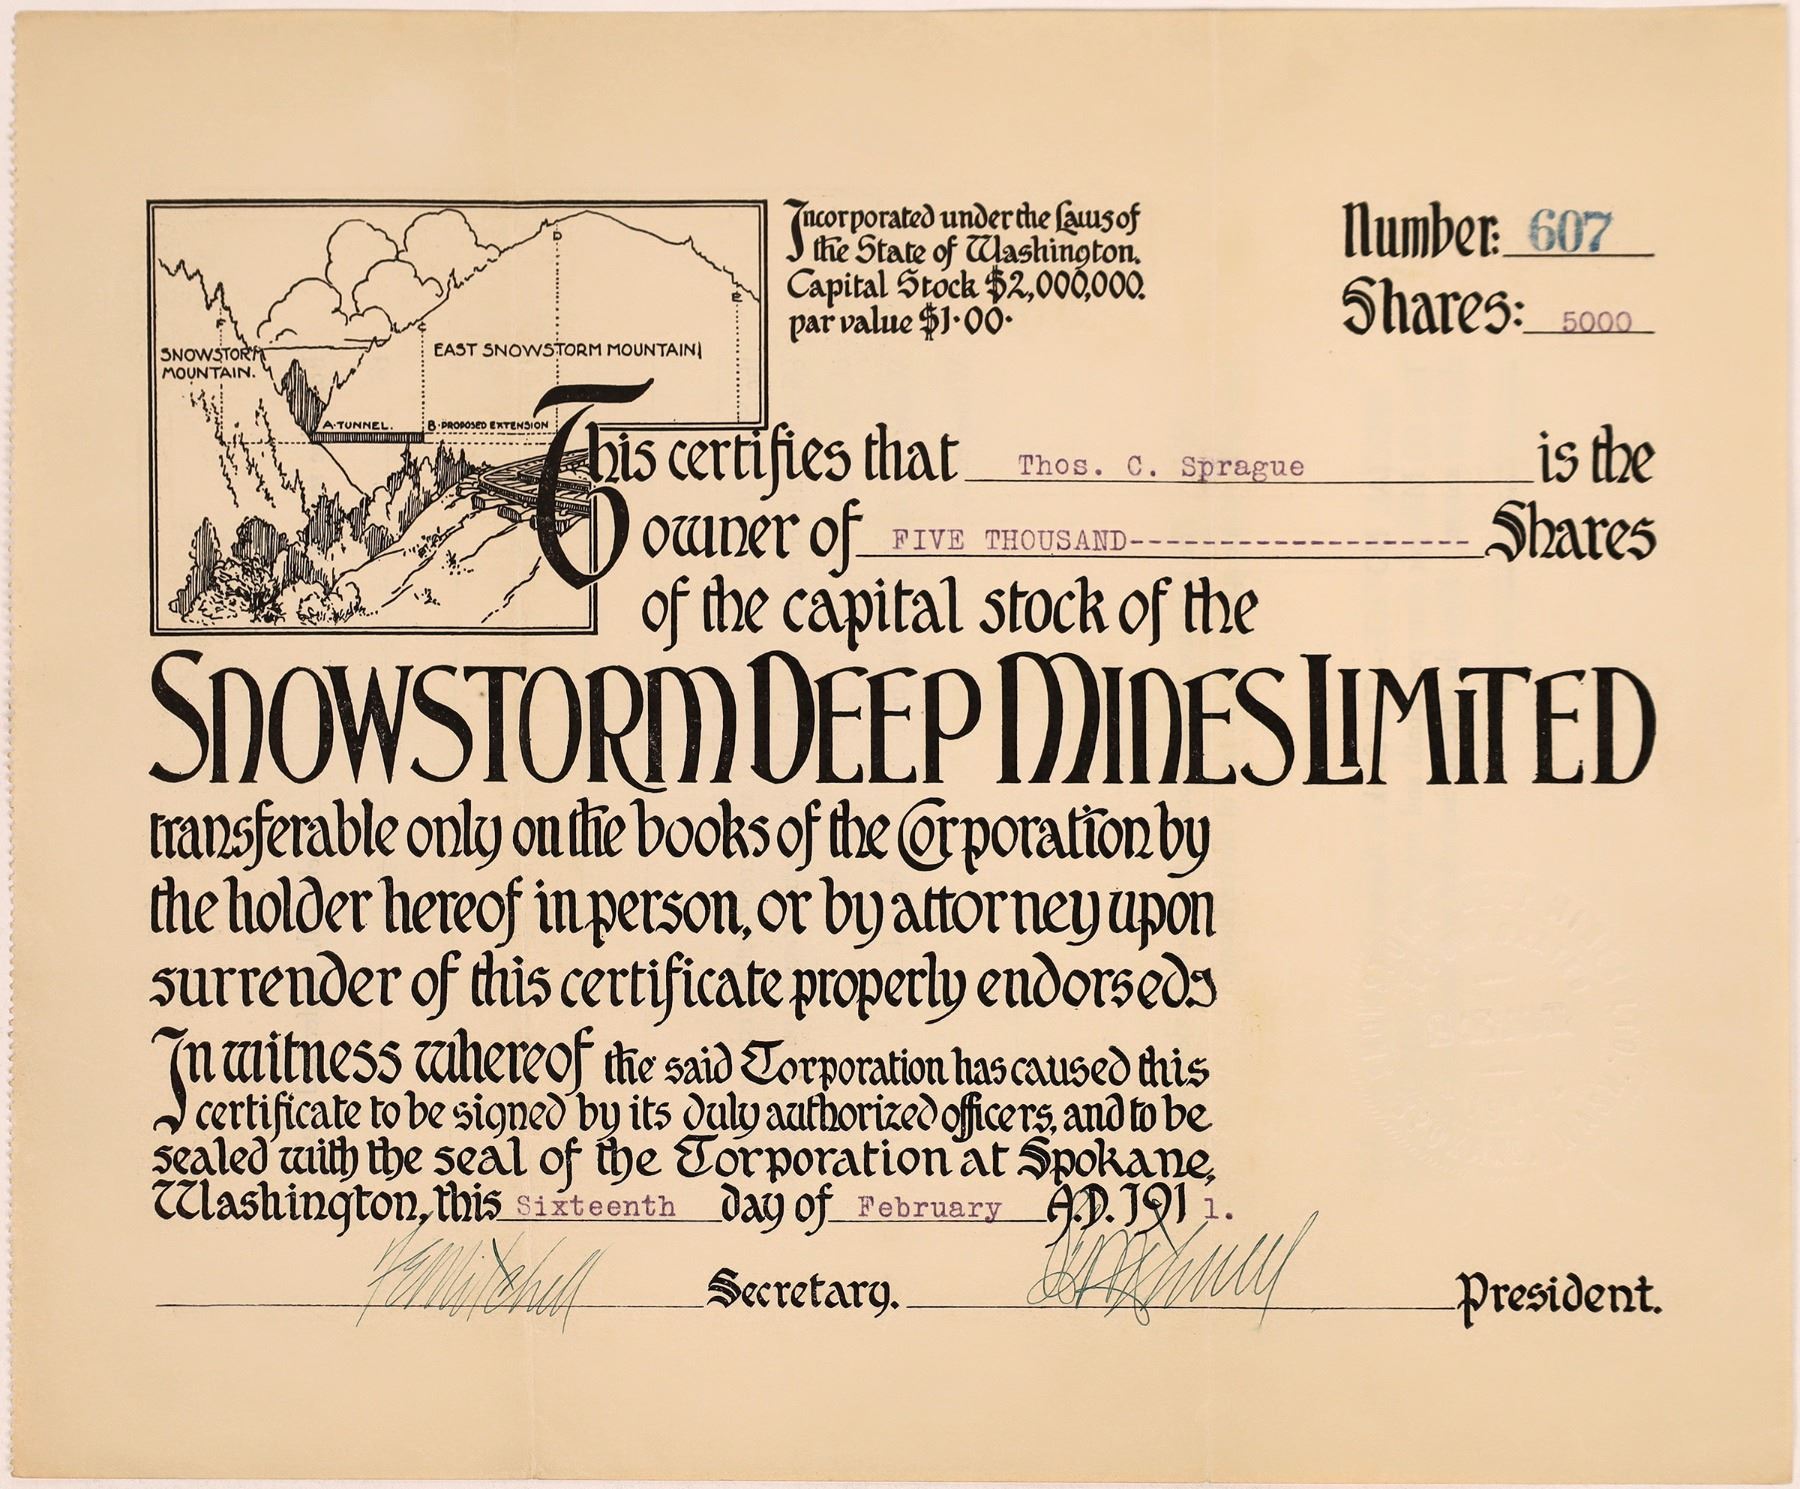 Incorporated under the Laws of
the State of Washington.
Capital Stock $2,000,000.
par value $1.00.
Number: 607
Shares: 5000
D
E
F
C
SNOWSTORM
MOUNTAIN.
EAST SNOWSTORM MOUNTAIN
A-TUNNEL. B-PROPOSED EXTENSION
This certifies that Thos. C. Sprague is the
owner of FIVE THOUSAND------------------- Shares
of the capital stock of the
SNOWSTORM DEEP MINES LIMITED
transferable only on the books of the Corporation by
the holder hereof in person, or by attorney upon
surrender of this certificate properly endorsed
In witness whereof the said Corporation has caused this
certificate to be signed by its duly authorized officers, and to be
sealed with the seal of the Corporation at Spokane,
Washington, this Sixteenth day of February A.D. 191 1.
Mitchell Secretary. President.